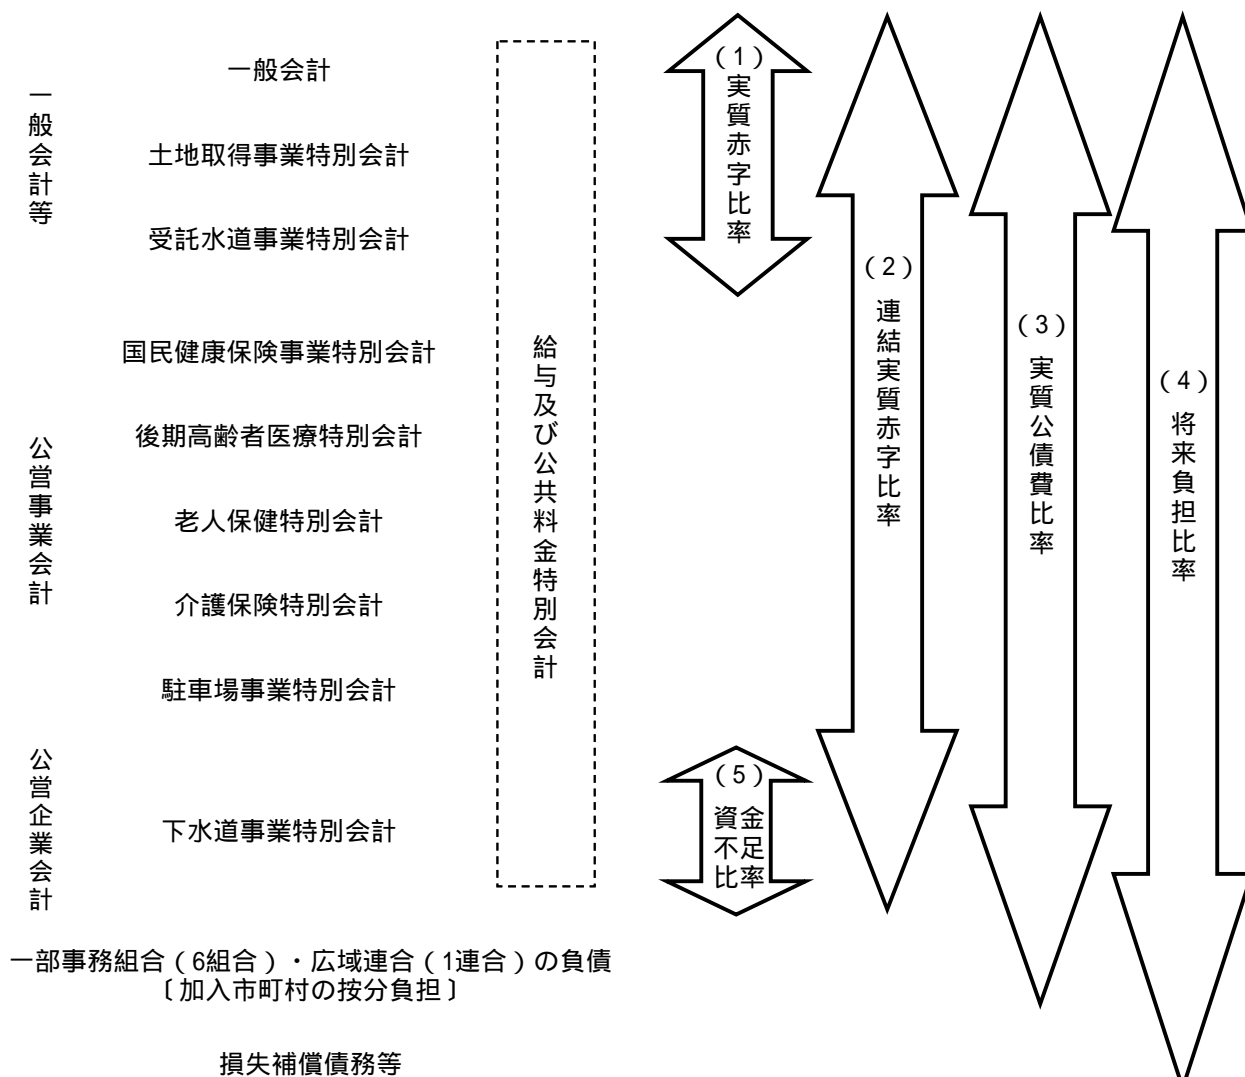 一般会計等
一般会計
土地取得事業特別会計
受託水道事業特別会計
公営事業会計
国民健康保険事業特別会計
後期高齢者医療特別会計
老人保健特別会計
介護保険特別会計
駐車場事業特別会計
公営企業会計
下水道事業特別会計
給与及び公共料金特別会計
一部事務組合（6組合）・広域連合（1連合）の負債
〔加入市町村の按分負担〕
損失補償債務等
（1）
実質赤字比率
（2）
連結実質赤字比率
（3）
実質公債費比率
（4）
将来負担比率
（5）
資金
不足
比率